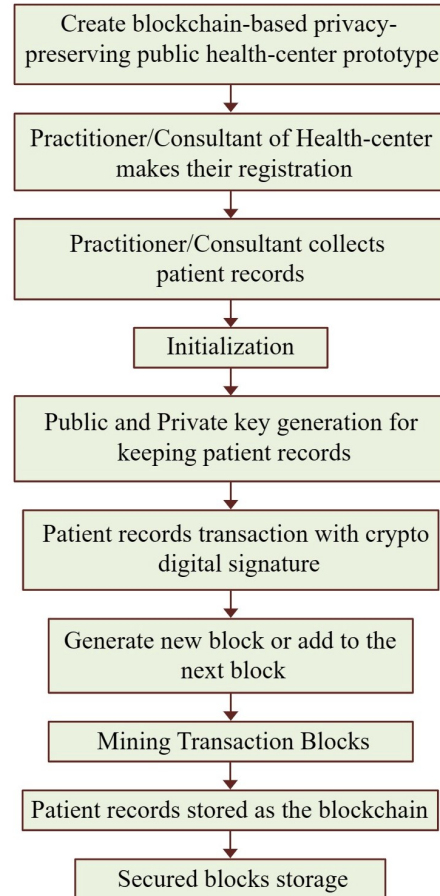 Create blockchain-based privacy-
preserving public health-center prototype
Practitioner/Consultant of Health-center
makes their registration
Practitioner/Consultant collects
patient records
Initialization
Public and Private key generation for
keeping patient records
Patient records transaction with crypto
digital signature
Generate new block or add to the
next block
Mining Transaction Blocks
Patient records stored as the blockchain
Secured blocks storage